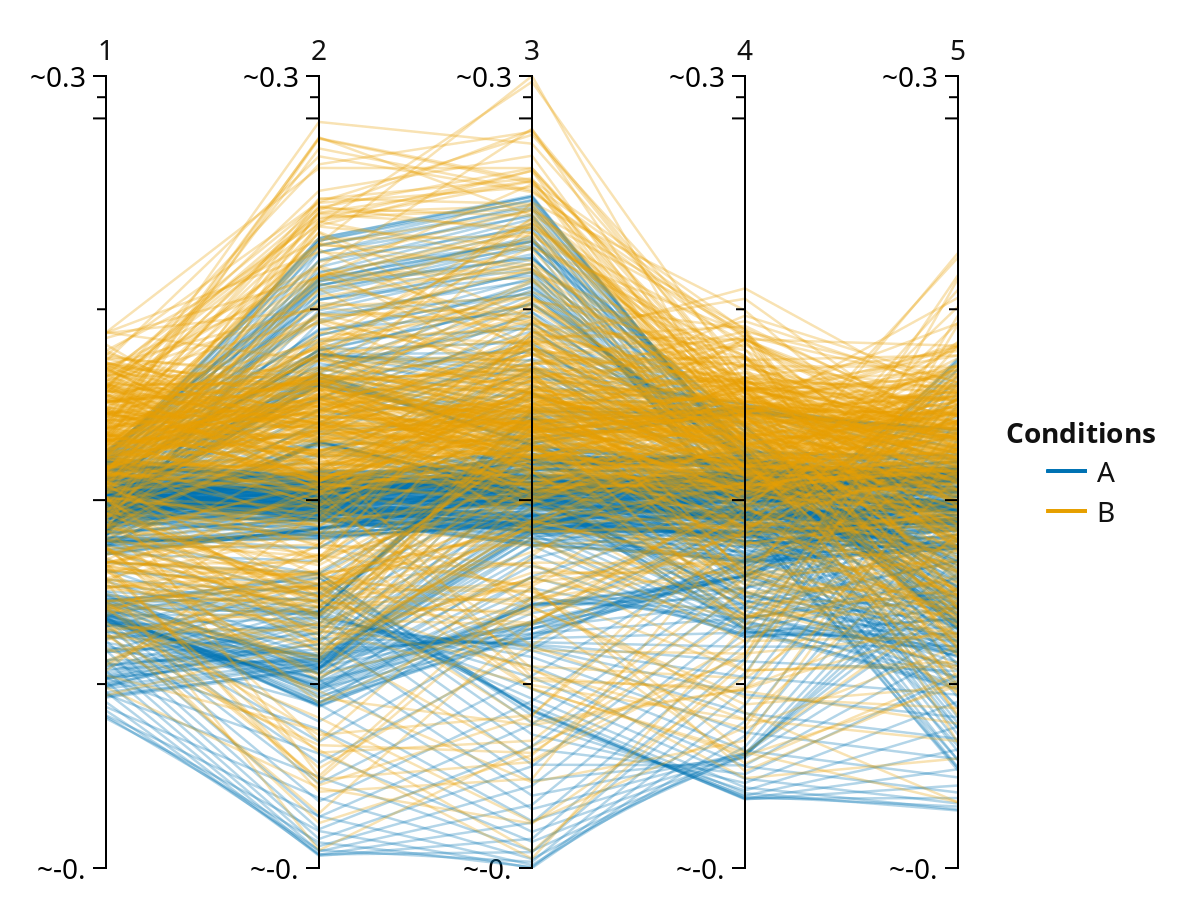 1 2 3 4 5
~0.3 ~0.3 ~0.3 ~0.3 ~0.3
Conditions
A
B
~-0. ~-0. ~-0. ~-0. ~-0.